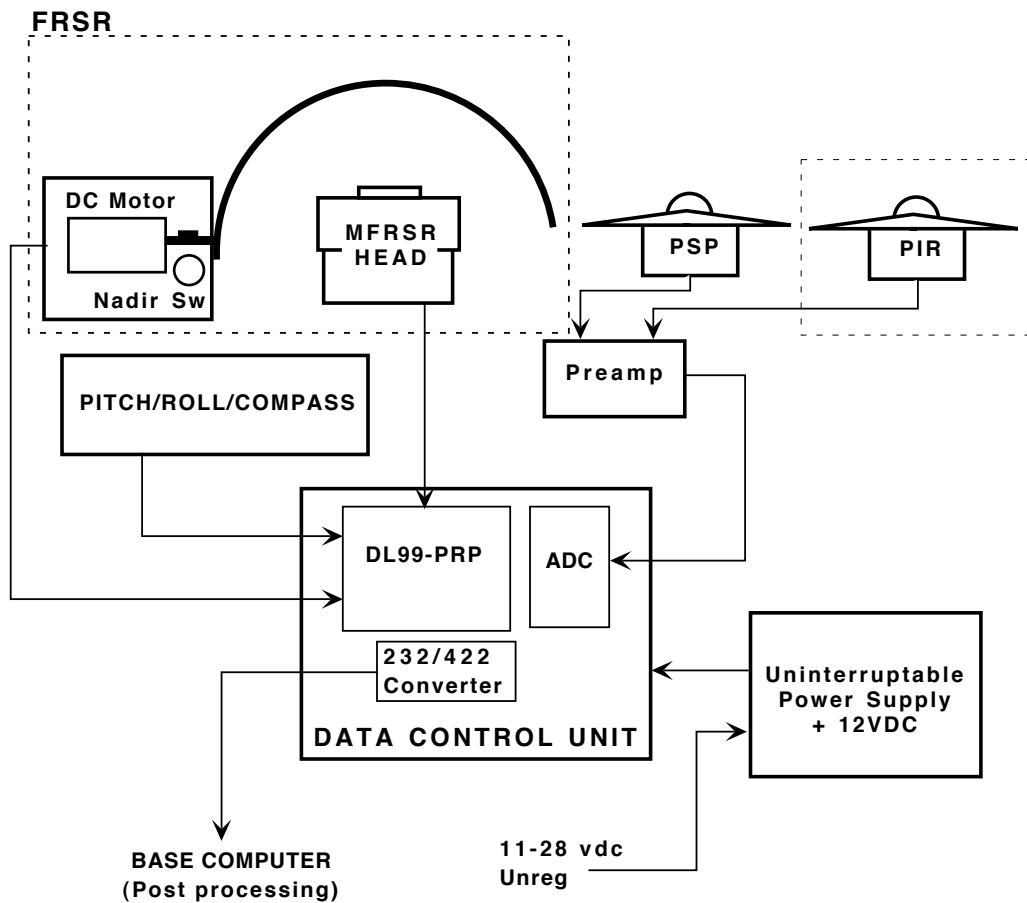 FRSR
DC Motor
Nadir Sw
MFRSR
HEAD
PSP
PIR
Preamp
PITCH/ROLL/COMPASS
DL99-PRP
ADC
232/422
Converter
DATA CONTROL UNIT
Uninterruptable
Power Supply
+ 12VDC
BASE COMPUTER
(Post processing)
11-28 vdc
Unreg